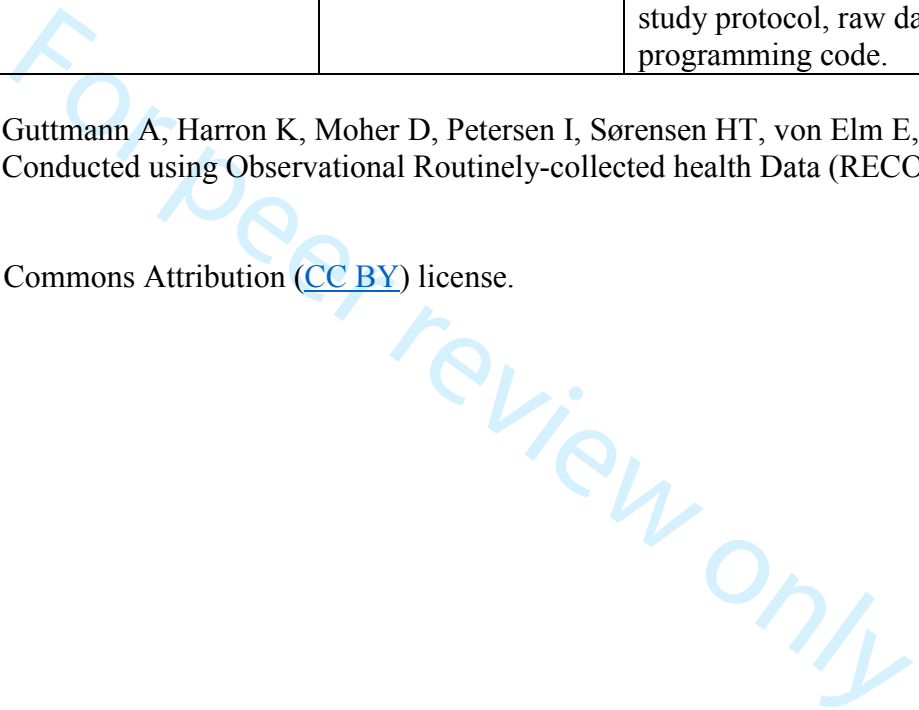 study protocol, raw da
programming code.
Guttmann A, Harron K, Moher D, Petersen I, Sørensen HT, von Elm E,
Conducted using Observational Routinely-collected health Data (RECO
Commons Attribution (CC BY) license.
For peer review only